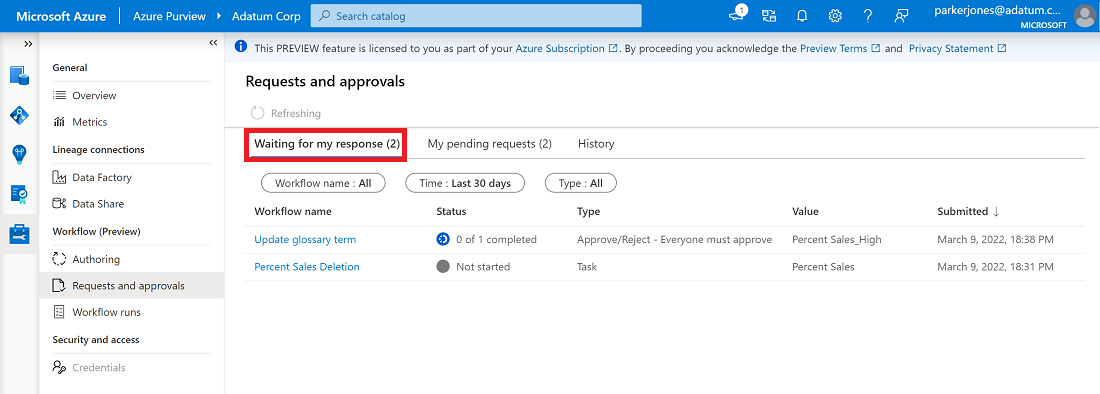 Microsoft Azure Azure Purview Adatum Corp Search catalog 1 parkerjones@adatum.c...
MICROSOFT
This PREVIEW feature is licensed to you as part of your Azure Subscription. By proceeding you acknowledge the Preview Terms and Privacy Statement
General
Overview
Metrics
Lineage connections
Data Factory
Data Share
Workflow (Preview)
Authoring
Requests and approvals
Workflow runs
Security and access
Credentials
Requests and approvals
Refreshing
Waiting for my response (2) My pending requests (2) History
Workflow name : All Time : Last 30 days Type : All
Workflow name Status Type Value Submitted
Update glossary term 0 of 1 completed Approve/Reject - Everyone must approve Percent Sales_High March 9, 2022, 18:38 PM
Percent Sales Deletion Not started Task Percent Sales March 9, 2022, 18:31 PM